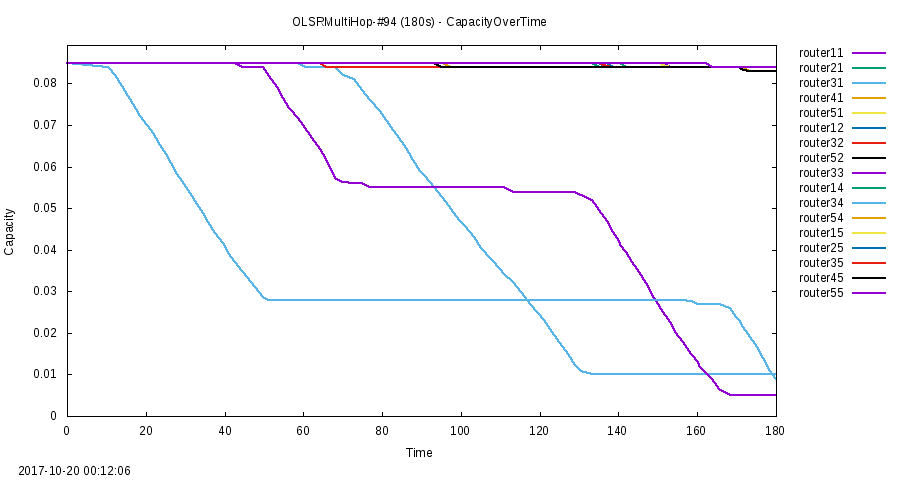 OLSRMultiHop-#94 (180s) - CapacityOverTime
Capacity
0.08
0.07
0.06
0.05
0.04
0.03
0.02
0.01
0
0 20 40 60 80 100 120 140 160 180
Time
router11
router21
router31
router41
router51
router12
router32
router52
router33
router14
router34
router54
router15
router25
router35
router45
router55
2017-10-20 00:12:06